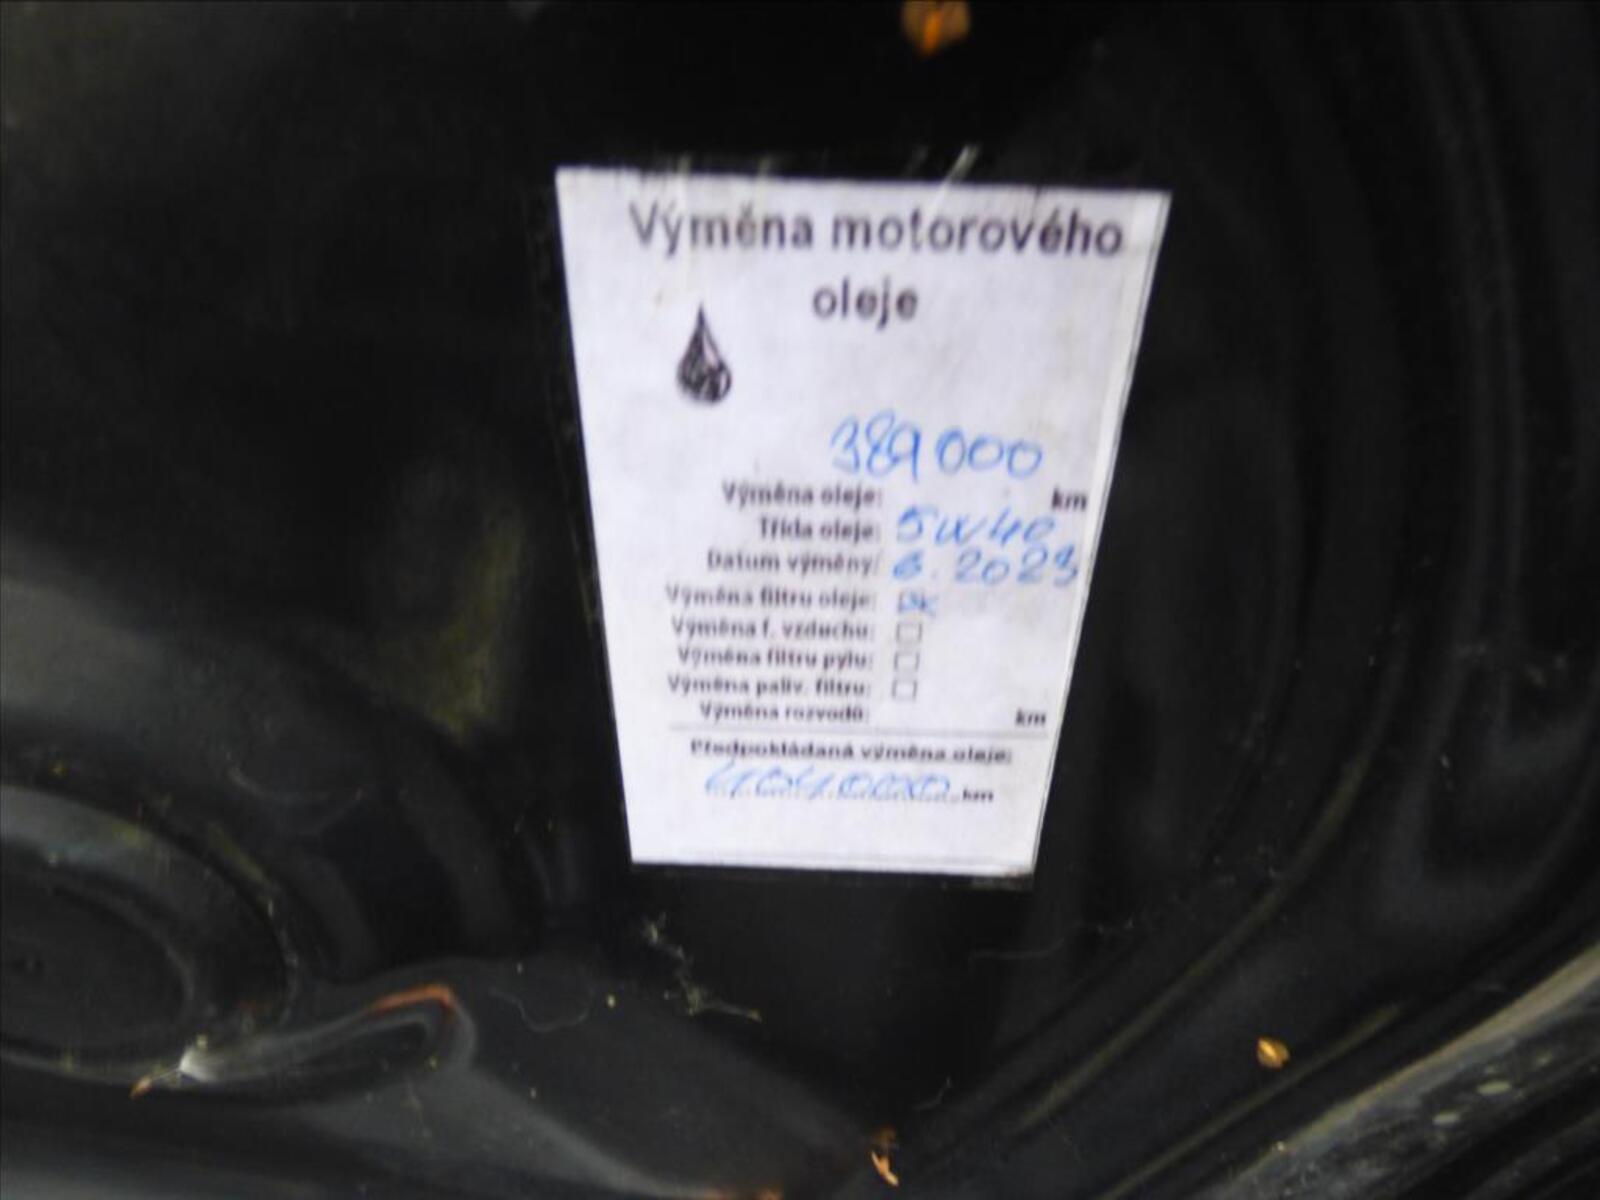 Výměna motorového
oleje
389000
Výměna oleje: km
Třída oleje: 5W40
Datum výměny: 6. 2023
Výměna filtru oleje:
Výměna f. vzduchu:
Výměna filtru pylu:
Výměna paliv. filtru:
Výměna rozvodů: km
Předpokládaná výměna oleje:
404000 km